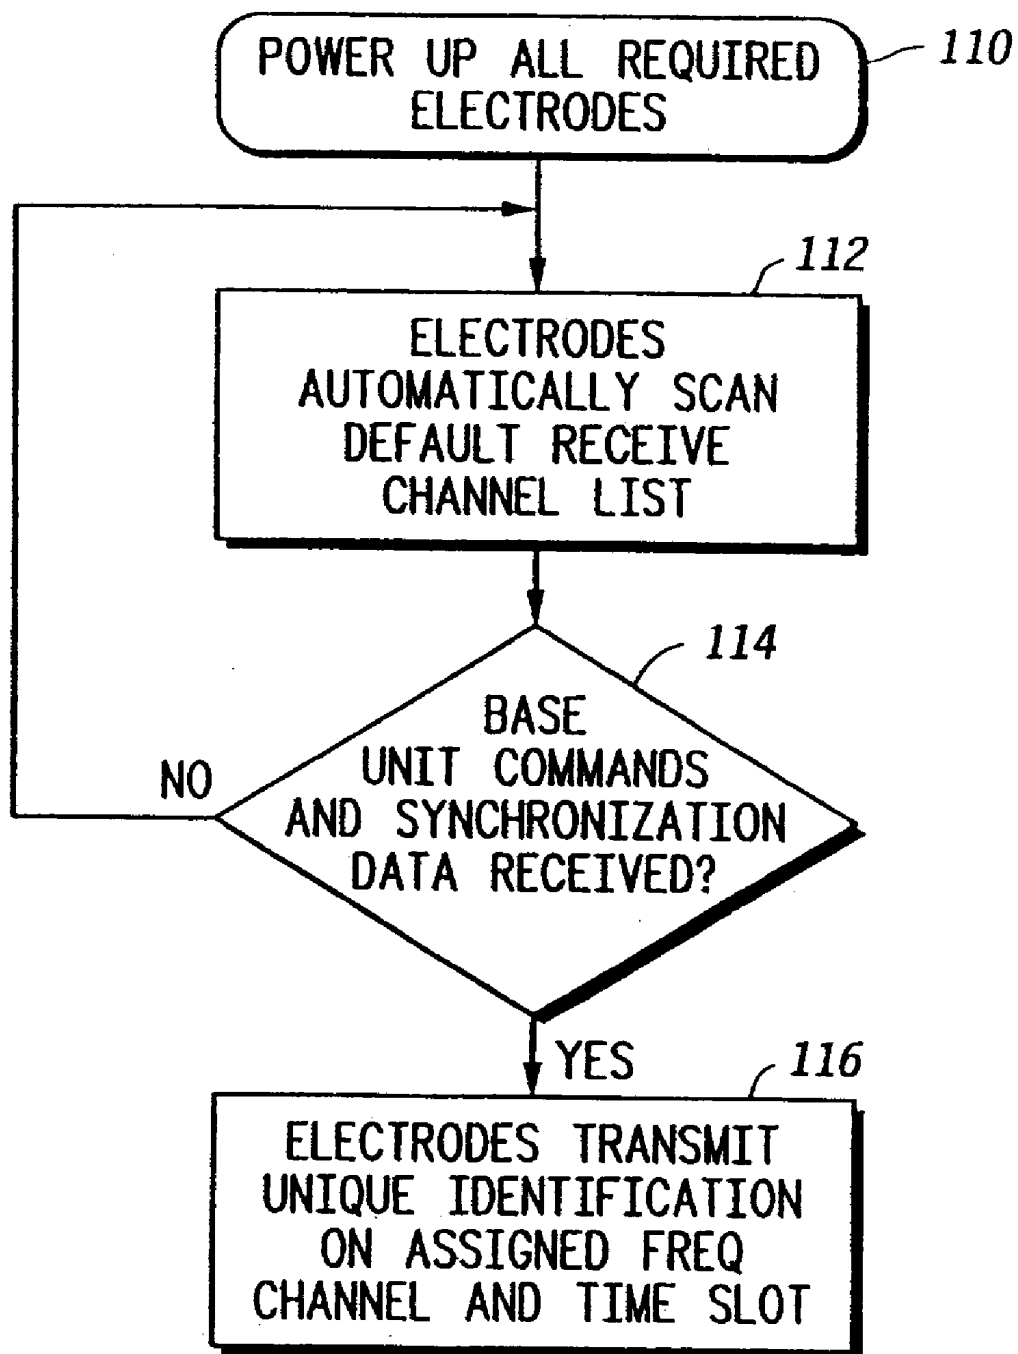 POWER UP ALL REQUIRED
ELECTRODES
110
112
ELECTRODES
AUTOMATICALLY SCAN
DEFAULT RECEIVE
CHANNEL LIST
114
BASE
UNIT COMMANDS
AND SYNCHRONIZATION
DATA RECEIVED?
NO
YES
116
ELECTRODES TRANSMIT
UNIQUE IDENTIFICATION
ON ASSIGNED FREQ
CHANNEL AND TIME SLOT